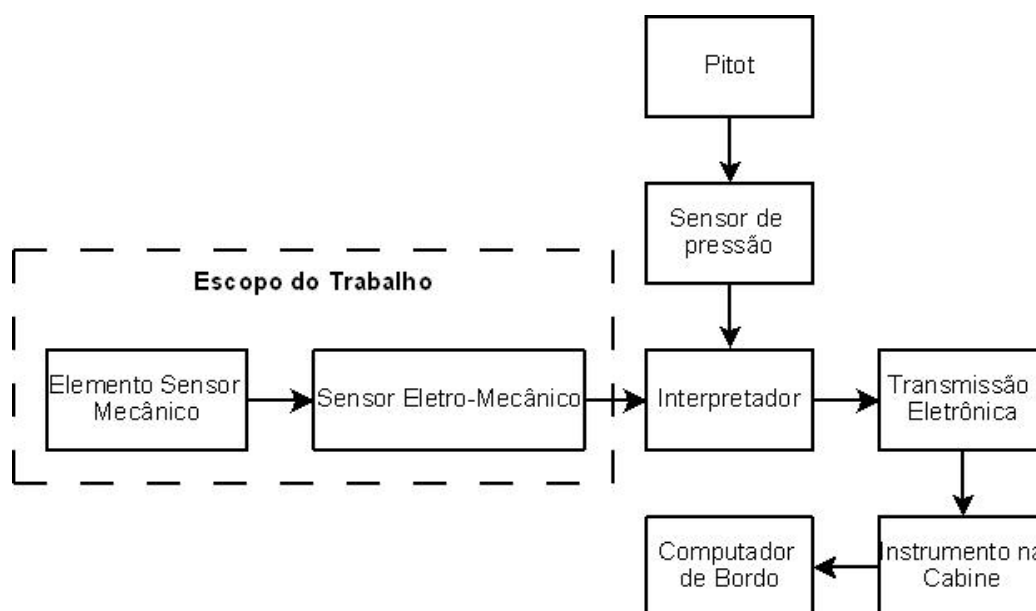 Pitot
Sensor de
pressão
Escopo do Trabalho
Elemento Sensor
Mecânico
Sensor Eletro-Mecânico
Interpretador
Transmissão
Eletrônica
Computador
de Bordo
Instrumento na
Cabine